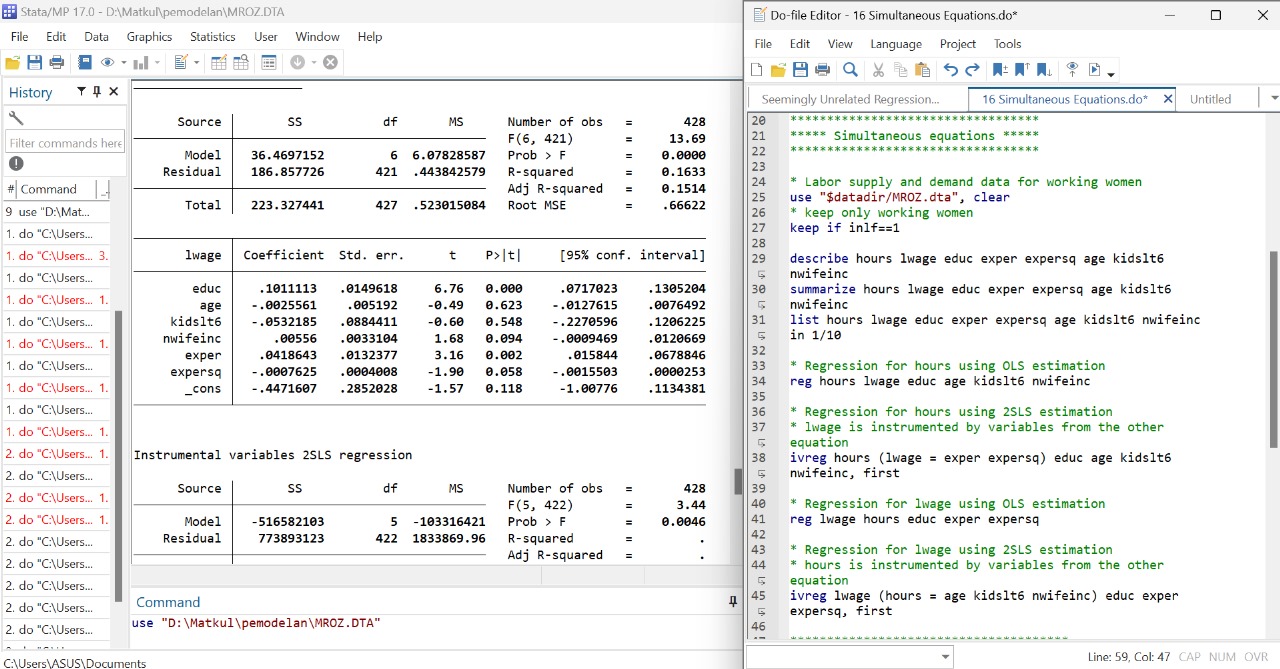 Stata/MP 17.0 - D:\Matkul\pemodelan\MROZ.DTA
File Edit Data Graphics Statistics User Window Help
History
Filter commands here
# Command
9 use "D:\Mat...
1. do "C:\Users...
1. do "C:\Users... 3.
1. do "C:\Users...
1. do "C:\Users... 1.
1. do "C:\Users...
1. do "C:\Users... 1.
1. do "C:\Users...
1. do "C:\Users... 1.
1. do "C:\Users...
1. do "C:\Users... 1.
2. do "C:\Users... 1.
2. do "C:\Users...
2. do "C:\Users... 1.
2. do "C:\Users... 1.
2. do "C:\Users...
2. do "C:\Users...
2. do "C:\Users...
2. do "C:\Users...
2. do "C:\Users...
Source SS df MS Number of obs = 428
F(6, 421) = 13.69
Model 36.4697152 6 6.07828587 Prob > F = 0.0000
Residual 186.857726 421 .443842579 R-squared = 0.1633
Adj R-squared = 0.1514
Total 223.327441 427 .523015084 Root MSE = .66622
lwage Coefficient Std. err. t P>|t| [95% conf. interval]
educ .1011113 .0149618 6.76 0.000 .0717023 .1305204
age -.0025561 .005192 -0.49 0.623 -.0127615 .0076492
kidslt6 -.0532185 .0884411 -0.60 0.548 -.2270596 .1206225
nwifeinc .00556 .0033104 1.68 0.094 -.0009469 .0120669
exper .0418643 .0132377 3.16 0.002 .015844 .0678846
expersq -.0007625 .0004008 -1.90 0.058 -.0015503 .0000253
_cons -.4471607 .2852028 -1.57 0.118 -1.00776 .1134381
Instrumental variables 2SLS regression
Source SS df MS Number of obs = 428
F(5, 422) = 3.44
Model -516582103 5 -103316421 Prob > F = 0.0046
Residual 773893123 422 1833869.96 R-squared = .
Adj R-squared = .
Command
use "D:\Matkul\pemodelan\MROZ.DTA"
C:\Users\ASUS\Documents
Do-file Editor - 16 Simultaneous Equations.do*
File Edit View Language Project Tools
Seemingly Unrelated Regression... 16 Simultaneous Equations.do* Untitled
20 *********************************
21 ***** Simultaneous equations *****
22 *********************************
23
24 * Labor supply and demand data for working women
25 use "$datadir/MROZ.dta", clear
26 * keep only working women
27 keep if inlf==1
28
29 describe hours lwage educ exper expersq age kidslt6
nwifeinc
30 summarize hours lwage educ exper expersq age kidslt6
nwifeinc
31 list hours lwage educ exper expersq age kidslt6 nwifeinc
in 1/10
32
33 * Regression for hours using OLS estimation
34 reg hours lwage educ age kidslt6 nwifeinc
35
36 * Regression for hours using 2SLS estimation
37 * lwage is instrumented by variables from the other
equation
38 ivreg hours (lwage = exper expersq) educ age kidslt6
nwifeinc, first
39
40 * Regression for lwage using OLS estimation
41 reg lwage hours educ exper expersq
42
43 * Regression for lwage using 2SLS estimation
44 * hours is instrumented by variables from the other
equation
45 ivreg lwage (hours = age kidslt6 nwifeinc) educ exper
expersq, first
46
Line: 59, Col: 47 CAP NUM OVR